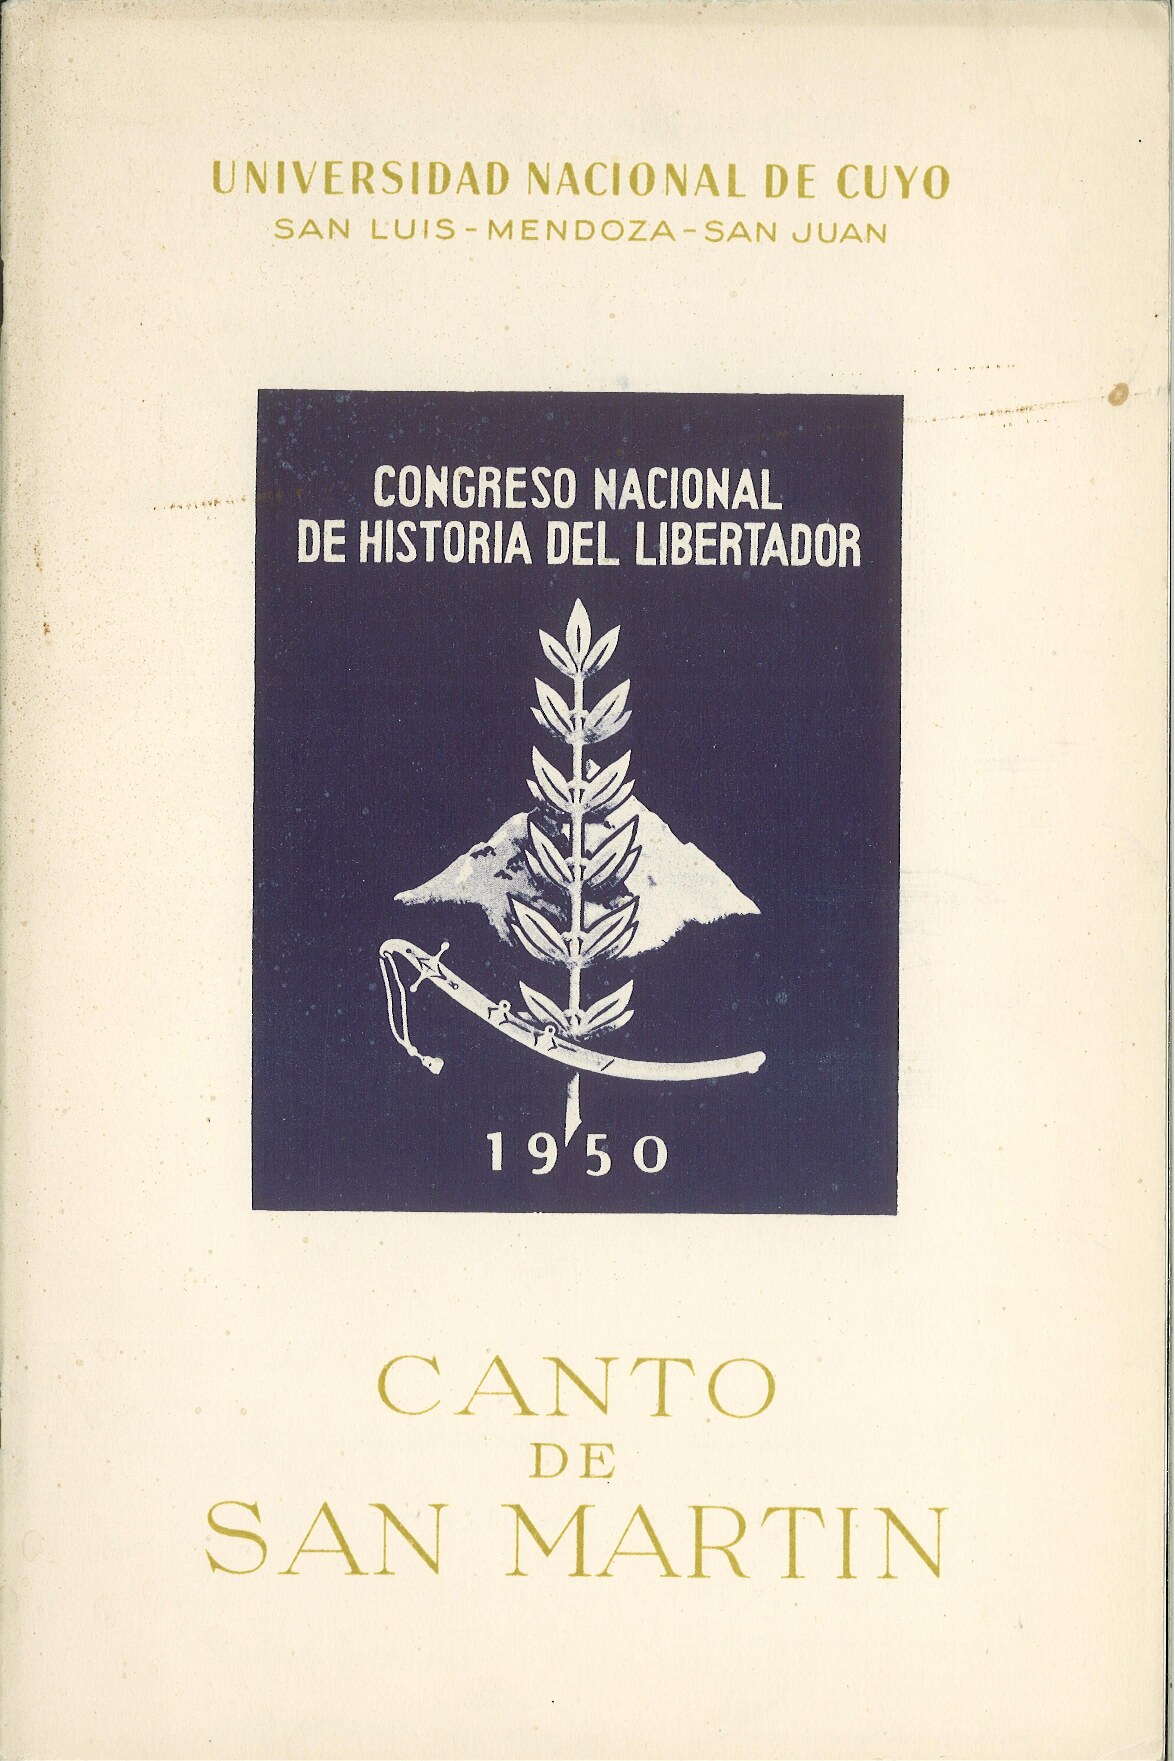 UNIVERSIDAD NACIONAL DE CUYO
SAN LUIS-MENDOZA-SAN JUAN
CONGRESO NACIONAL
DE HISTORIA DEL LIBERTADOR
1950
CANTO
DE
SAN MARTIN